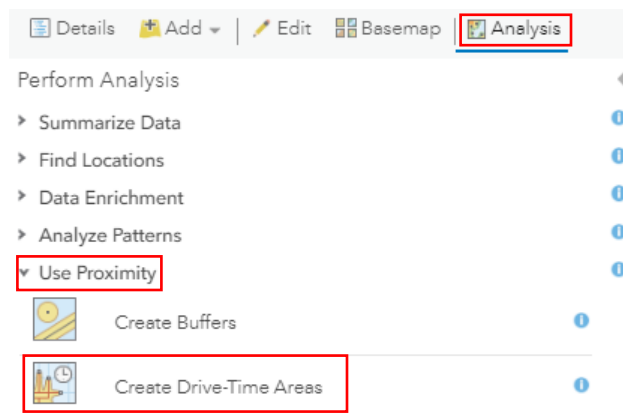 Details Add Edit Basemap Analysis
Perform Analysis
Summarize Data
Find Locations
Data Enrichment
Analyze Patterns
Use Proximity
Create Buffers
Create Drive-Time Areas